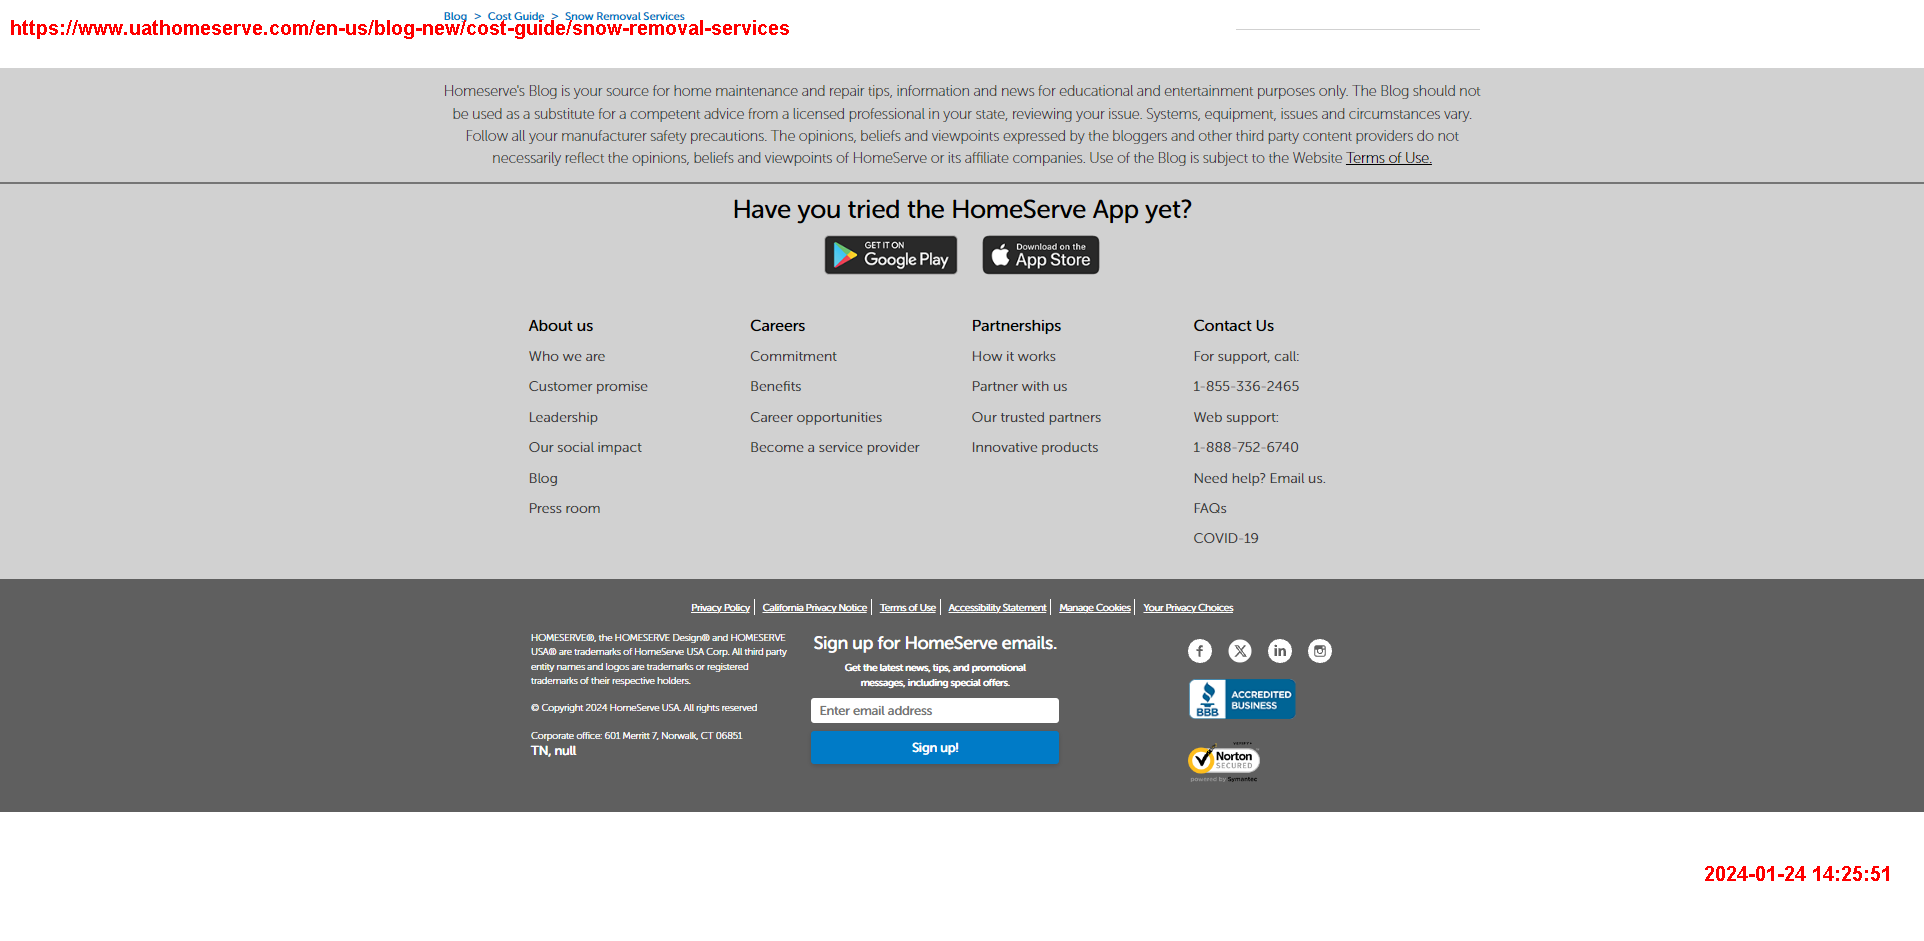 Blog > Cost Guide > Snow Removal Services
https://www.uathomeserve.com/en-us/blog-new/cost-guide/snow-removal-services
Homeserve's Blog is your source for home maintenance and repair tips, information and news for educational and entertainment purposes only. The Blog should not
be used as a substitute for a competent advice from a licensed professional in your state, reviewing your issue. Systems, equipment, issues and circumstances vary.
Follow all your manufacturer safety precautions. The opinions, beliefs and viewpoints expressed by the bloggers and other third party content providers do not
necessarily reflect the opinions, beliefs and viewpoints of HomeServe or its affiliate companies. Use of the Blog is subject to the Website Terms of Use.
Have you tried the HomeServe App yet?
GET IT ON
Google Play
Download on the
App Store
About us
Who we are
Customer promise
Leadership
Our social impact
Blog
Press room
Careers
Commitment
Benefits
Career opportunities
Become a service provider
Partnerships
How it works
Partner with us
Our trusted partners
Innovative products
Contact Us
For support, call:
1-855-336-2465
Web support:
1-888-752-6740
Need help? Email us.
FAQs
COVID-19
Privacy Policy | California Privacy Notice | Terms of Use | Accessibility Statement | Manage Cookies | Your Privacy Choices
HOMESERVE®, the HOMESERVE Design® and HOMESERVE
USA® are trademarks of HomeServe USA Corp. All third party
entity names and logos are trademarks or registered
trademarks of their respective holders.
© Copyright 2024 HomeServe USA. All rights reserved
Corporate office: 601 Merritt 7, Norwalk, CT 06851
TN, null
Sign up for HomeServe emails.
Get the latest news, tips, and promotional
messages, including special offers.
Enter email address
Sign up!
BBB
ACCREDITED
BUSINESS
Norton
SECURED
powered by Symantec
2024-01-24 14:25:51